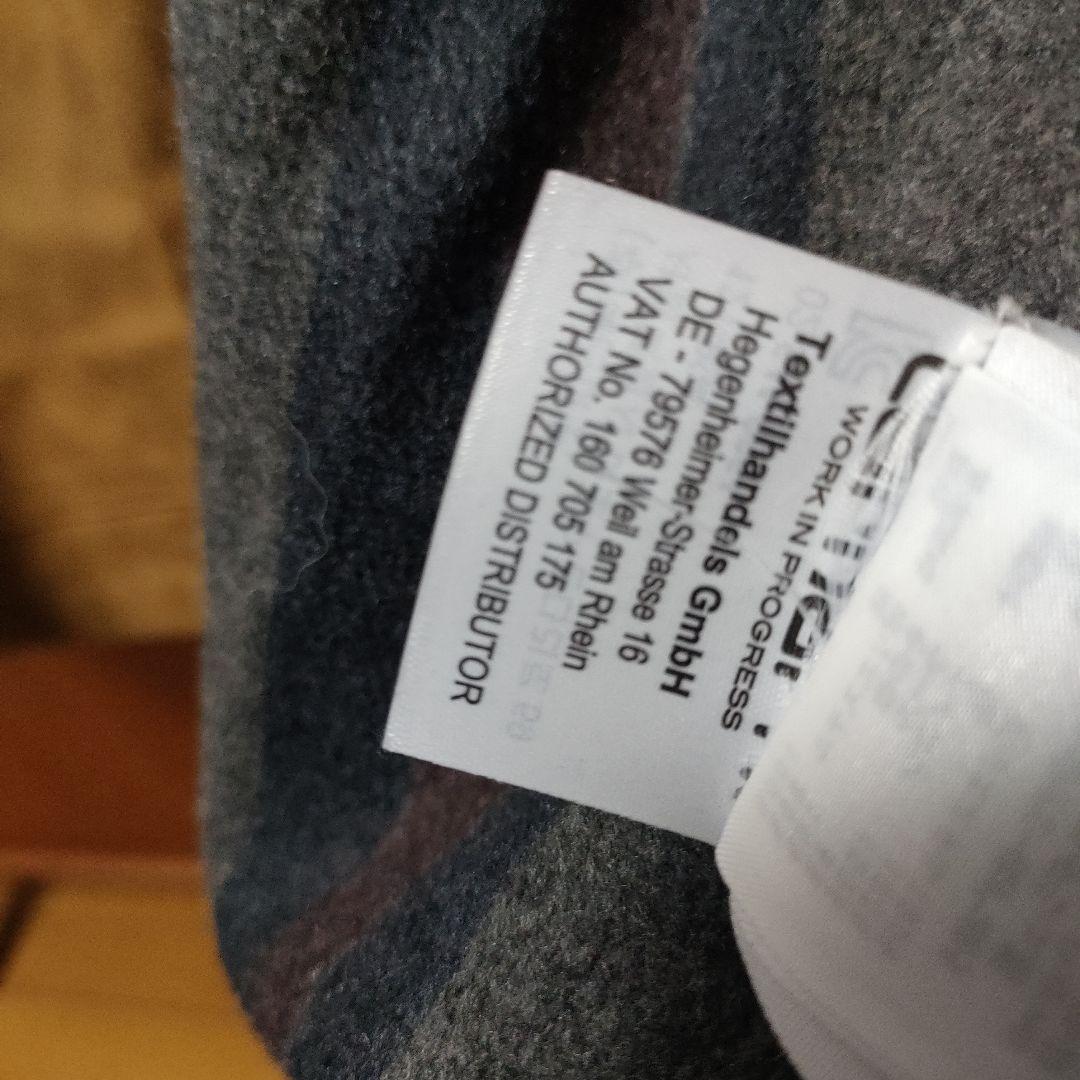 WORK IN PROGRESS
Textilhandels GmbH
Hegenheimer-Strasse 16
DE - 79576 Weil am Rhein
VAT No. 160 705 175
AUTHORIZED DISTRIBUTOR